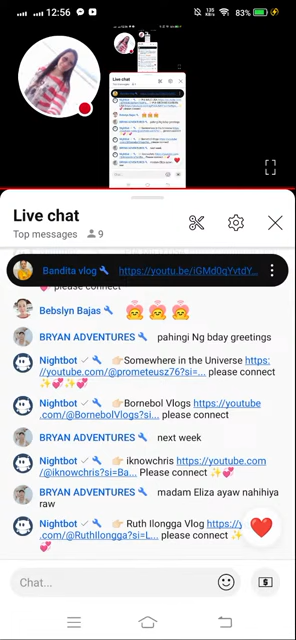 12:56
135
KB/S
83%
Live chat
Top messages 9
Bandita vlog https://youtu.be/iGMd0qYvtdY...
please connect
Bebslyn Bajas
BRYAN ADVENTURES pahingi Ng bday greetings
Nightbot 👉🏻Somewhere in the Universe https:
//youtube.com/@prometeusz76?si=... please connect
✨💞✨💞
Nightbot 👉🏻Bornebol Vlogs https://youtube
.com/@BornebolVlogs?si... please connect
BRYAN ADVENTURES next week
Nightbot 👉🏻iknowchris https://youtube.com
/@iknowchris?si=Ba... Please connect ✨💞
BRYAN ADVENTURES madam Eliza ayaw nahihiya
raw
Nightbot 👉🏻 Ruth Ilongga Vlog https://y
.com/@RuthIlongga?si=L... please connect ✨
💞
Chat...